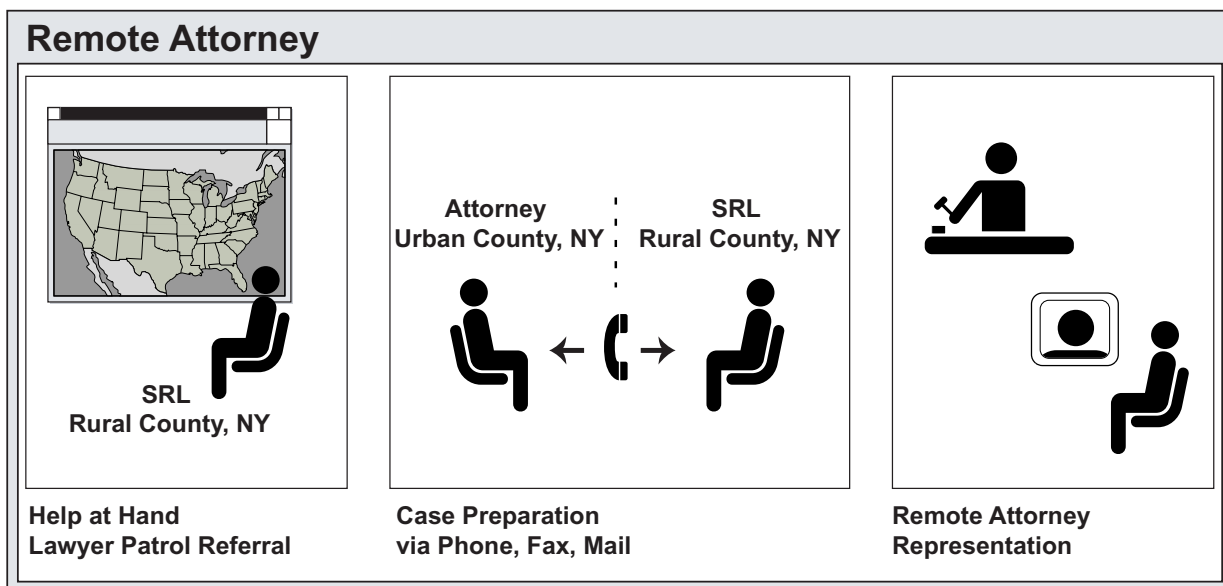 Remote Attorney
SRL
Rural County, NY
Help at Hand
Lawyer Patrol Referral
Attorney
Urban County, NY
SRL
Rural County, NY
Case Preparation
via Phone, Fax, Mail
Remote Attorney
Representation